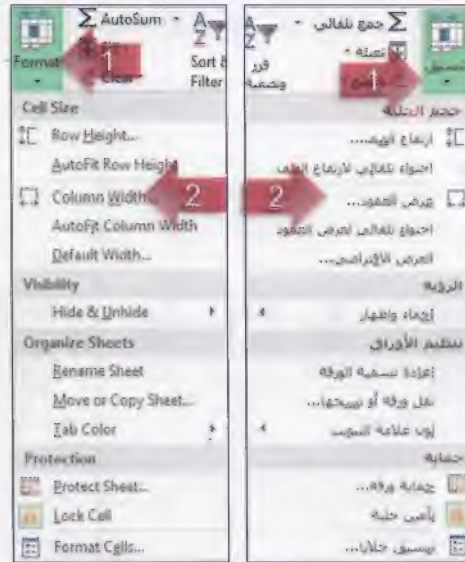 Format
AutoSum
1
Clear
Sort &
Filter
Cell Size
Row Height...
AutoFit Row Height
Column Width...
2
AutoFit Column Width
Default Width...
Visibility
Hide & Unhide
Organize Sheets
Rename Sheet
Move or Copy Sheet...
Tab Color
Protection
Protect Sheet...
Lock Cell
Format Cells...
جمع تلقائي
تعبئة
1
فرز
وتصفية
تنسيق
حجم الخلية
ارتفاع الصف...
احتواء تلقائي لارتفاع الصف
2
عرض العمود...
احتواء تلقائي لعرض العمود
العرض الافتراضي...
الرؤية
إخفاء وإظهار
تنظيم الأوراق
إعادة تسمية الورقة
نقل ورقة أو نسخها...
لون علامة التبويب
حماية
حماية ورقة...
تأمين خلية
تنسيق خلايا...